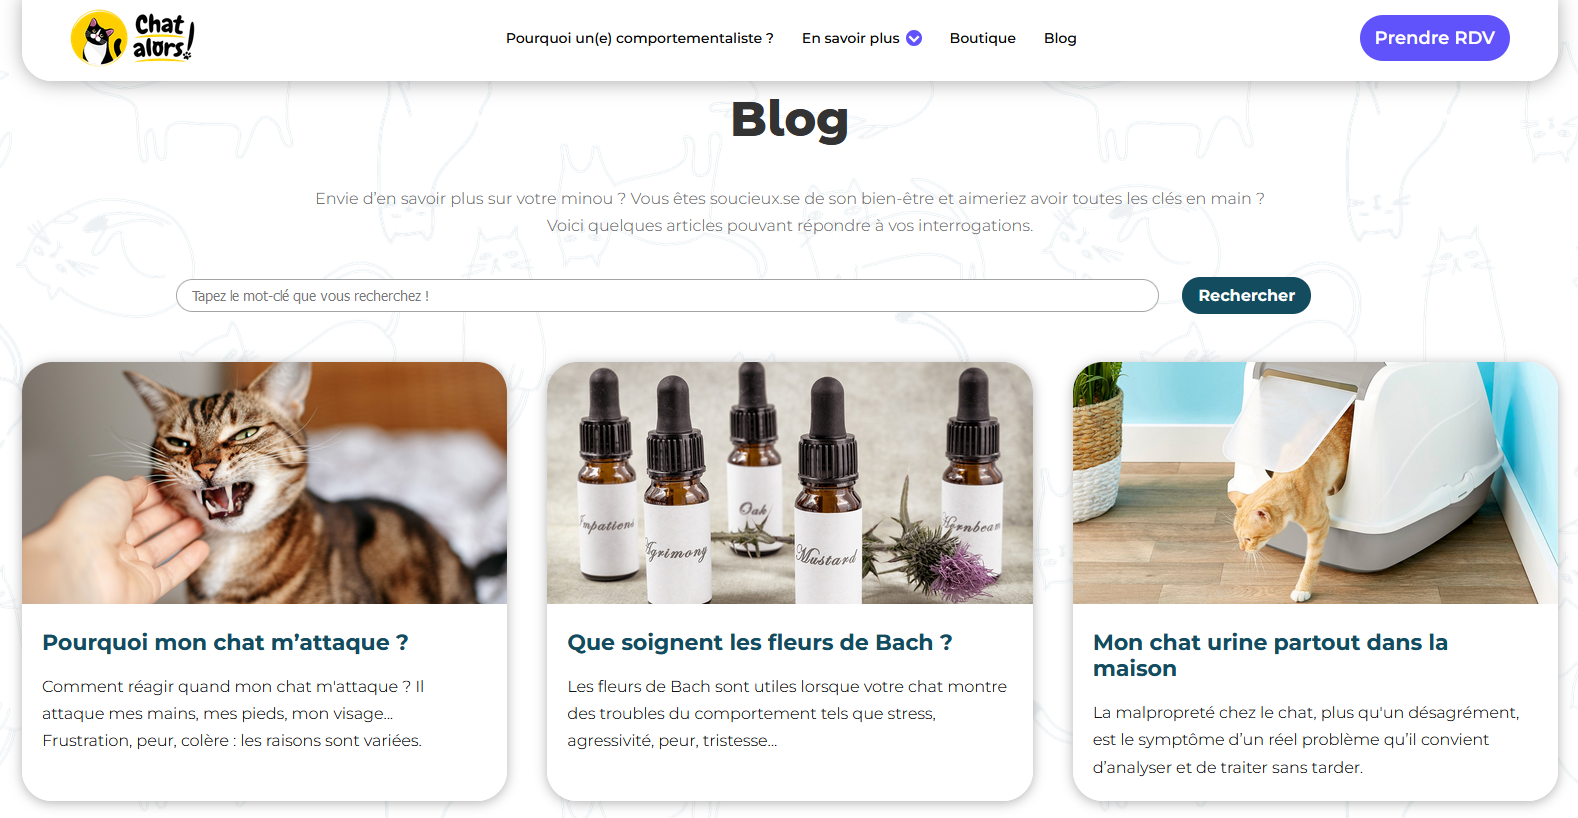 Chat
alors!
Pourquoi un(e) comportementaliste ?
En savoir plus
Boutique
Blog
Prendre RDV
Blog
Envie d’en savoir plus sur votre minou ? Vous êtes soucieux.se de son bien-être et aimeriez avoir toutes les clés en main ?
Voici quelques articles pouvant répondre à vos interrogations.
Tapez le mot-clé que vous recherchez !
Rechercher
Impatiens
Agrimony
Oak
Mustard
Hornbeam
Pourquoi mon chat m’attaque ?
Comment réagir quand mon chat m'attaque ? Il
attaque mes mains, mes pieds, mon visage...
Frustration, peur, colère : les raisons sont variées.
Que soignent les fleurs de Bach ?
Les fleurs de Bach sont utiles lorsque votre chat montre
des troubles du comportement tels que stress,
agressivité, peur, tristesse...
Mon chat urine partout dans la
maison
La malpropreté chez le chat, plus qu'un désagrément,
est le symptôme d’un réel problème qu’il convient
d’analyser et de traiter sans tarder.